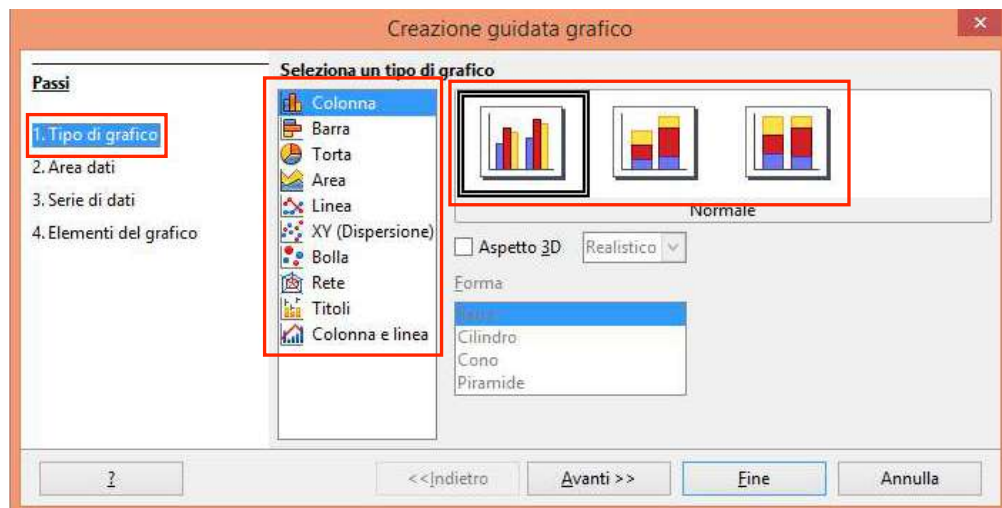 Creazione guidata grafico
Passi
1. Tipo di grafico
2. Area dati
3. Serie di dati
4. Elementi del grafico
Seleziona un tipo di grafico
Colonna
Barra
Torta
Area
Linea
XY (Dispersione)
Bolla
Rete
Titoli
Colonna e linea
Normale
Aspetto 3D
Realistico
Forma
Cilindro
Cono
Piramide
?
<<Indietro
Avanti >>
Fine
Annulla